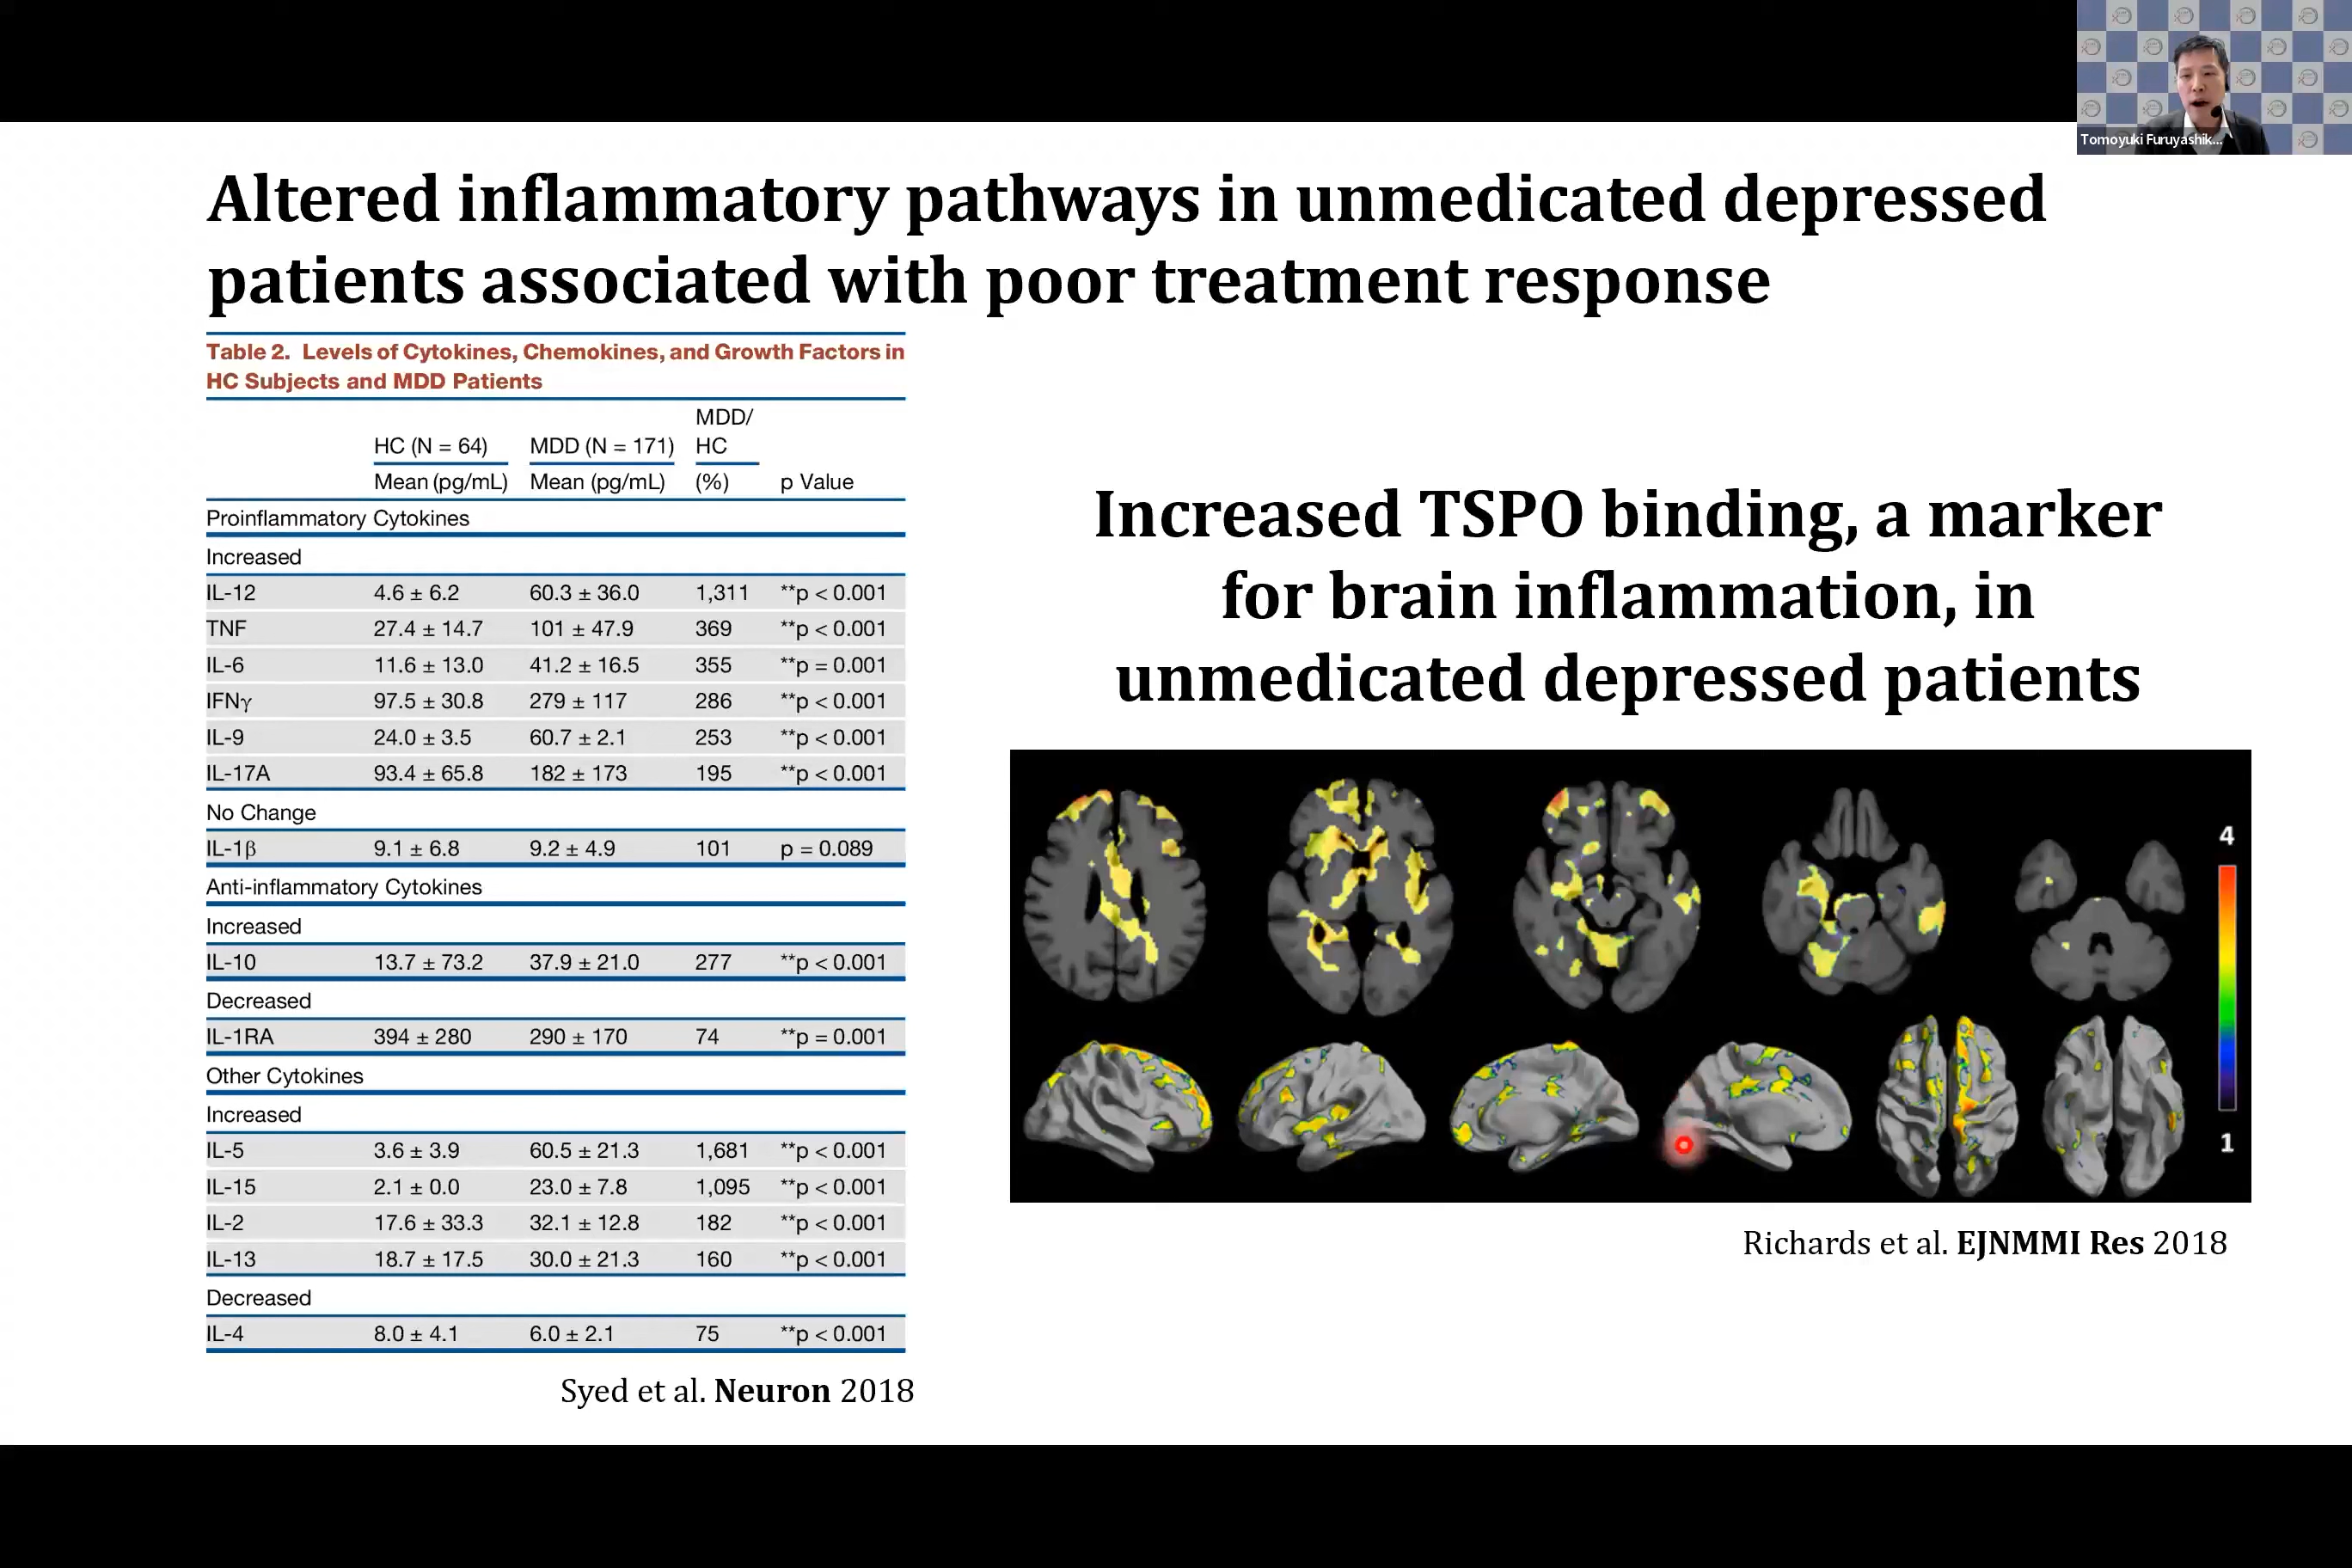 Tomoyuki Furuyashik...
Altered inflammatory pathways in unmedicated depressed
patients associated with poor treatment response
Table 2. Levels of Cytokines, Chemokines, and Growth Factors in
HC Subjects and MDD Patients
MDD/
HC (N = 64) MDD (N = 171) HC
Mean (pg/mL) Mean (pg/mL) (%) p Value
Proinflammatory Cytokines
Increased
IL-12 4.6 ± 6.2 60.3 ± 36.0 1,311 **p < 0.001
TNF 27.4 ± 14.7 101 ± 47.9 369 **p < 0.001
IL-6 11.6 ± 13.0 41.2 ± 16.5 355 **p = 0.001
IFNγ 97.5 ± 30.8 279 ± 117 286 **p < 0.001
IL-9 24.0 ± 3.5 60.7 ± 2.1 253 **p < 0.001
IL-17A 93.4 ± 65.8 182 ± 173 195 **p < 0.001
No Change
IL-1β 9.1 ± 6.8 9.2 ± 4.9 101 p = 0.089
Anti-inflammatory Cytokines
Increased
IL-10 13.7 ± 73.2 37.9 ± 21.0 277 **p < 0.001
Decreased
IL-1RA 394 ± 280 290 ± 170 74 **p = 0.001
Other Cytokines
Increased
IL-5 3.6 ± 3.9 60.5 ± 21.3 1,681 **p < 0.001
IL-15 2.1 ± 0.0 23.0 ± 7.8 1,095 **p < 0.001
IL-2 17.6 ± 33.3 32.1 ± 12.8 182 **p < 0.001
IL-13 18.7 ± 17.5 30.0 ± 21.3 160 **p < 0.001
Decreased
IL-4 8.0 ± 4.1 6.0 ± 2.1 75 **p < 0.001
Syed et al. Neuron 2018
Increased TSPO binding, a marker
for brain inflammation, in
unmedicated depressed patients
4
1
Richards et al. EJNMMI Res 2018